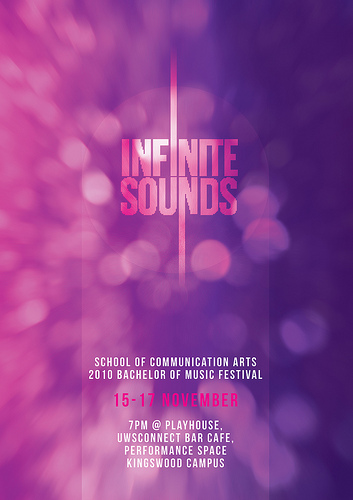 INFINITE
SOUNDS
SCHOOL OF COMMUNICATION ARTS
2010 BACHELOR OF MUSIC FESTIVAL
15-17 NOVEMBER
7PM @ PLAYHOUSE,
UWSCONNECT BAR CAFE,
PERFORMANCE SPACE
KINGSWOOD CAMPUS